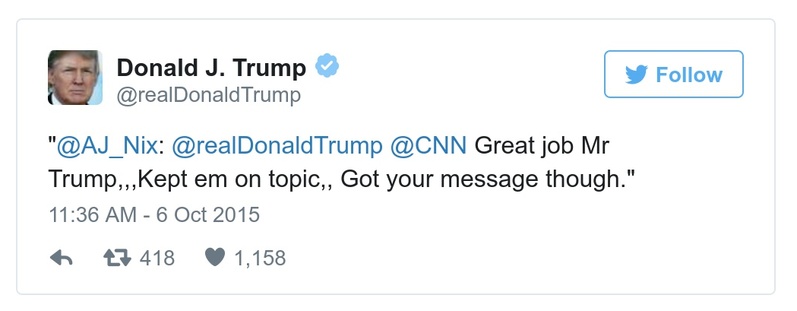 Donald J. Trump
@realDonaldTrump
Follow
"@AJ_Nix: @realDonaldTrump @CNN Great job Mr
Trump,,,Kept em on topic,, Got your message though."
11:36 AM - 6 Oct 2015
418 1,158